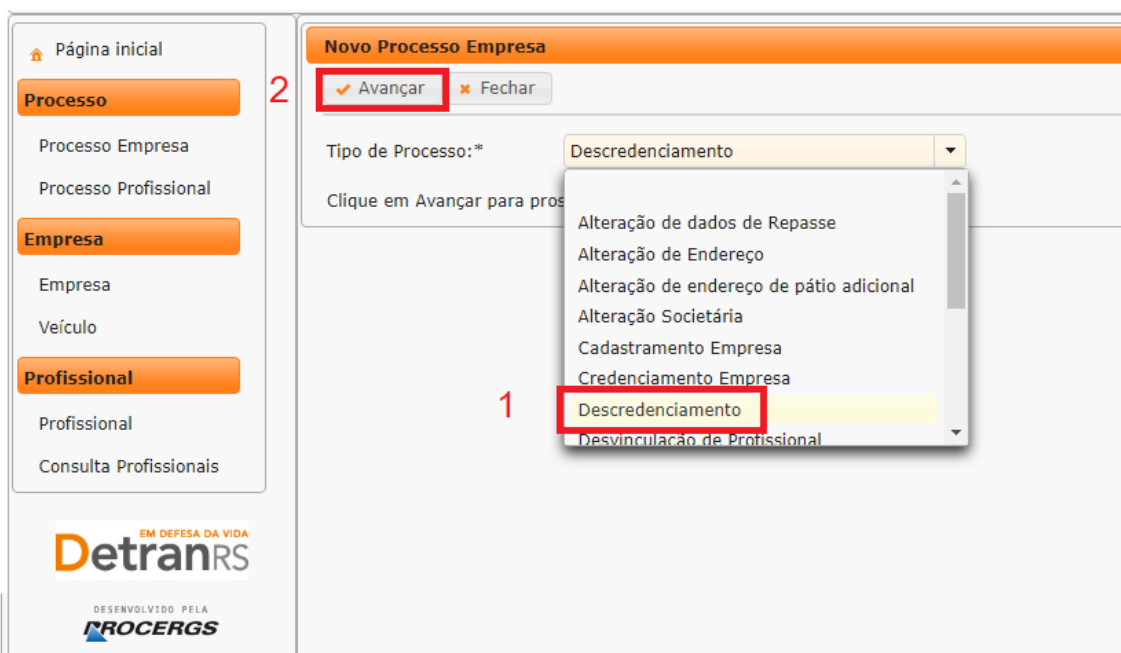 Página inicial
Processo
Processo Empresa
Processo Profissional
Empresa
Empresa
Veículo
Profissional
Profissional
Consulta Profissionais
EM DEFESA DA VIDA
DetranRS
DESENVOLVIDO PELA
PROCERGS
Novo Processo Empresa
2
Avançar
Fechar
Tipo de Processo:*
Descredenciamento
Clique em Avançar para pros
Alteração de dados de Repasse
Alteração de Endereço
Alteração de endereço de pátio adicional
Alteração Societária
Cadastramento Empresa
Credenciamento Empresa
1
Descredenciamento
Desvinculação de Profissional